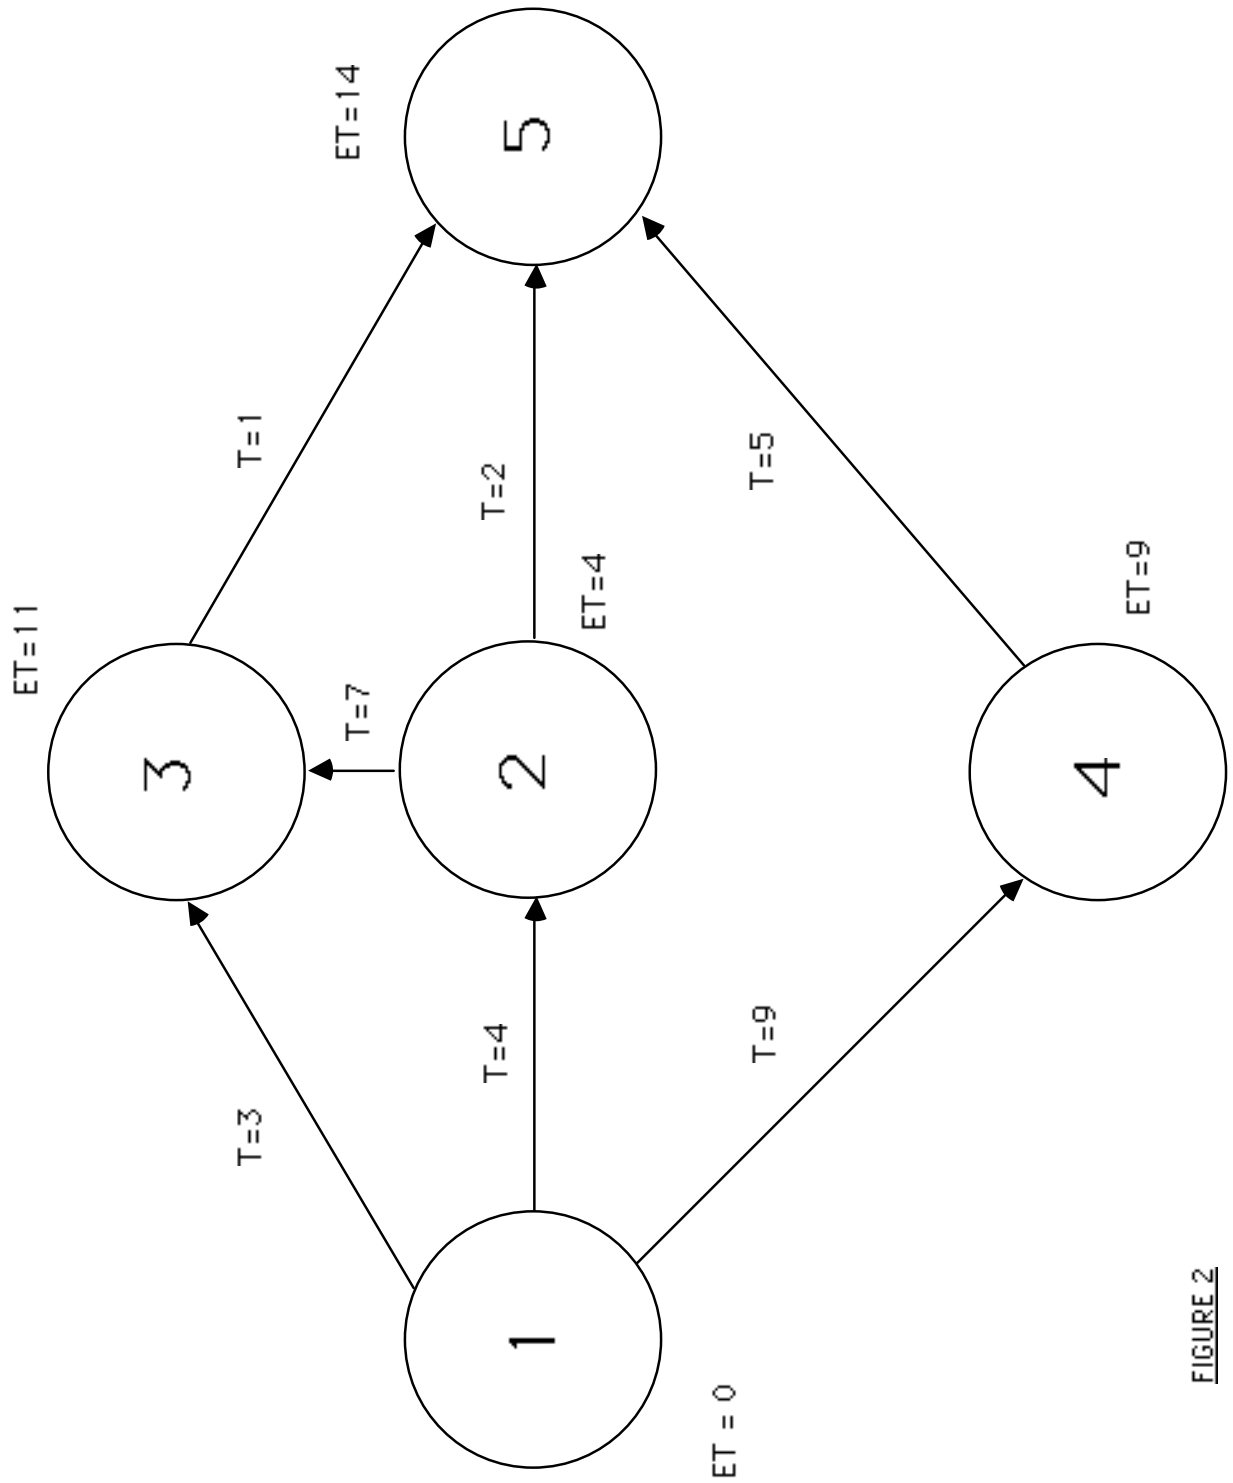 ET=11
T=3
T=1
3
ET=14
T=7
T=4
T=2
1
2
5
ET=4
ET = 0
T=9
T=5
4
ET=9
FIGURE 2